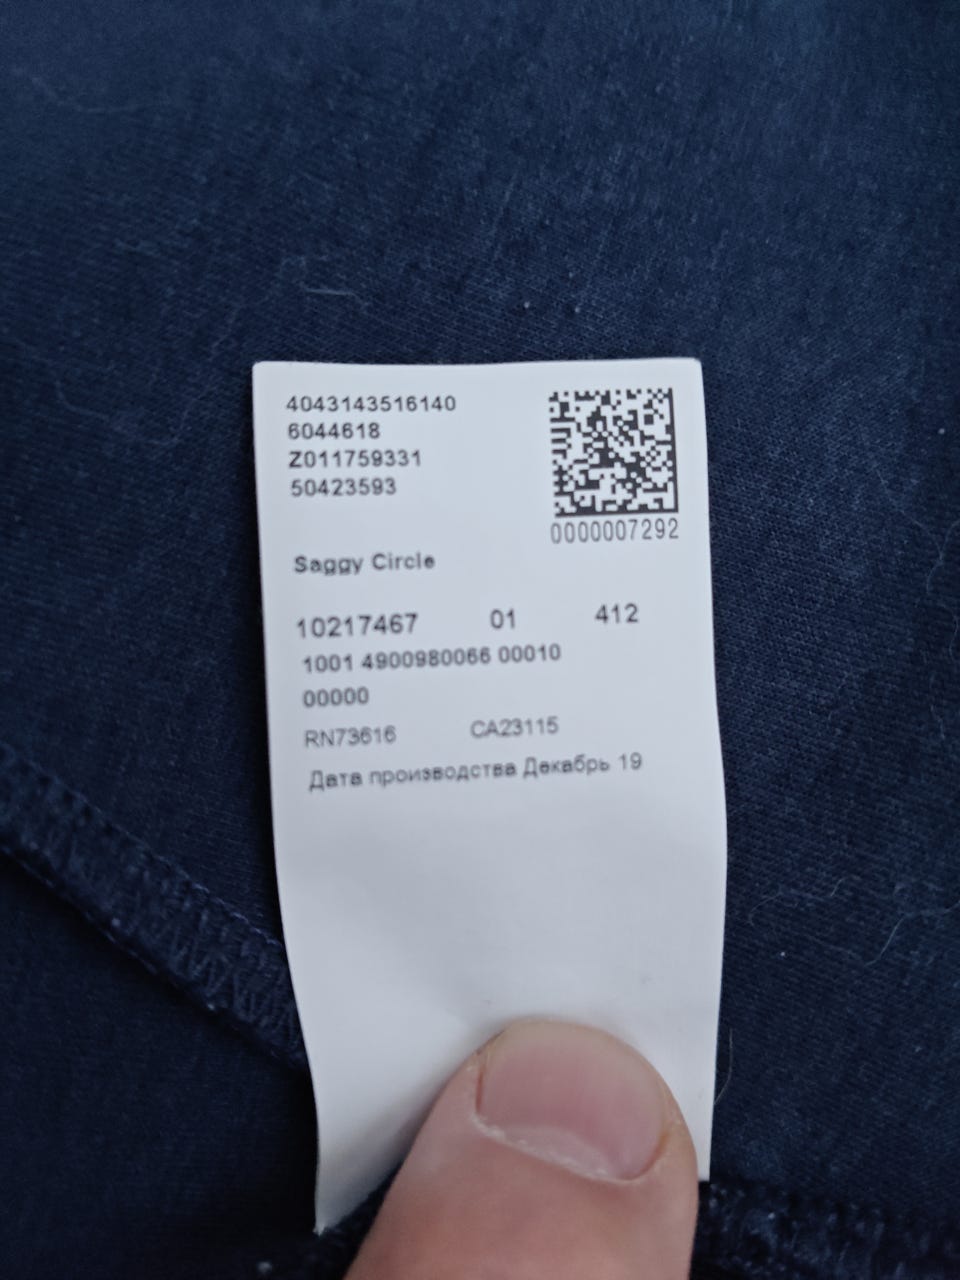 4043143516140
6044618
Z011759331
50423593
0000007292
Saggy Circle
10217467 01 412
1001 4900980066 00010
00000
RN73616 CA23115
Дата производства Декабрь 19